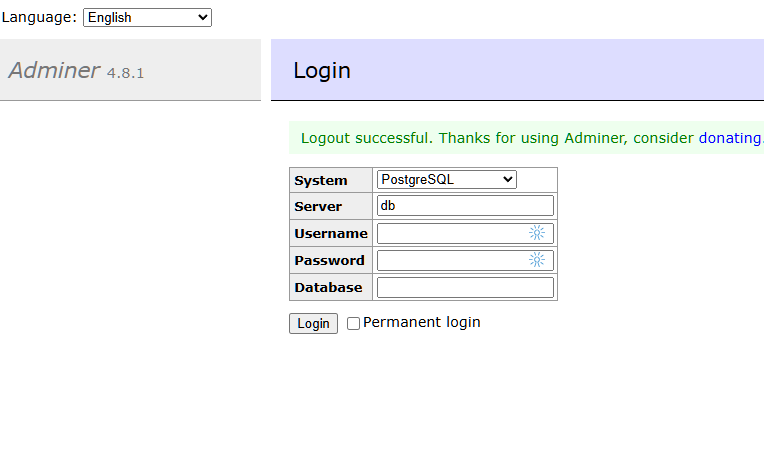 Language: English
Adminer 4.8.1
Login
Logout successful. Thanks for using Adminer, consider donating.
System PostgreSQL
Server db
Username
Password
Database
Login Permanent login